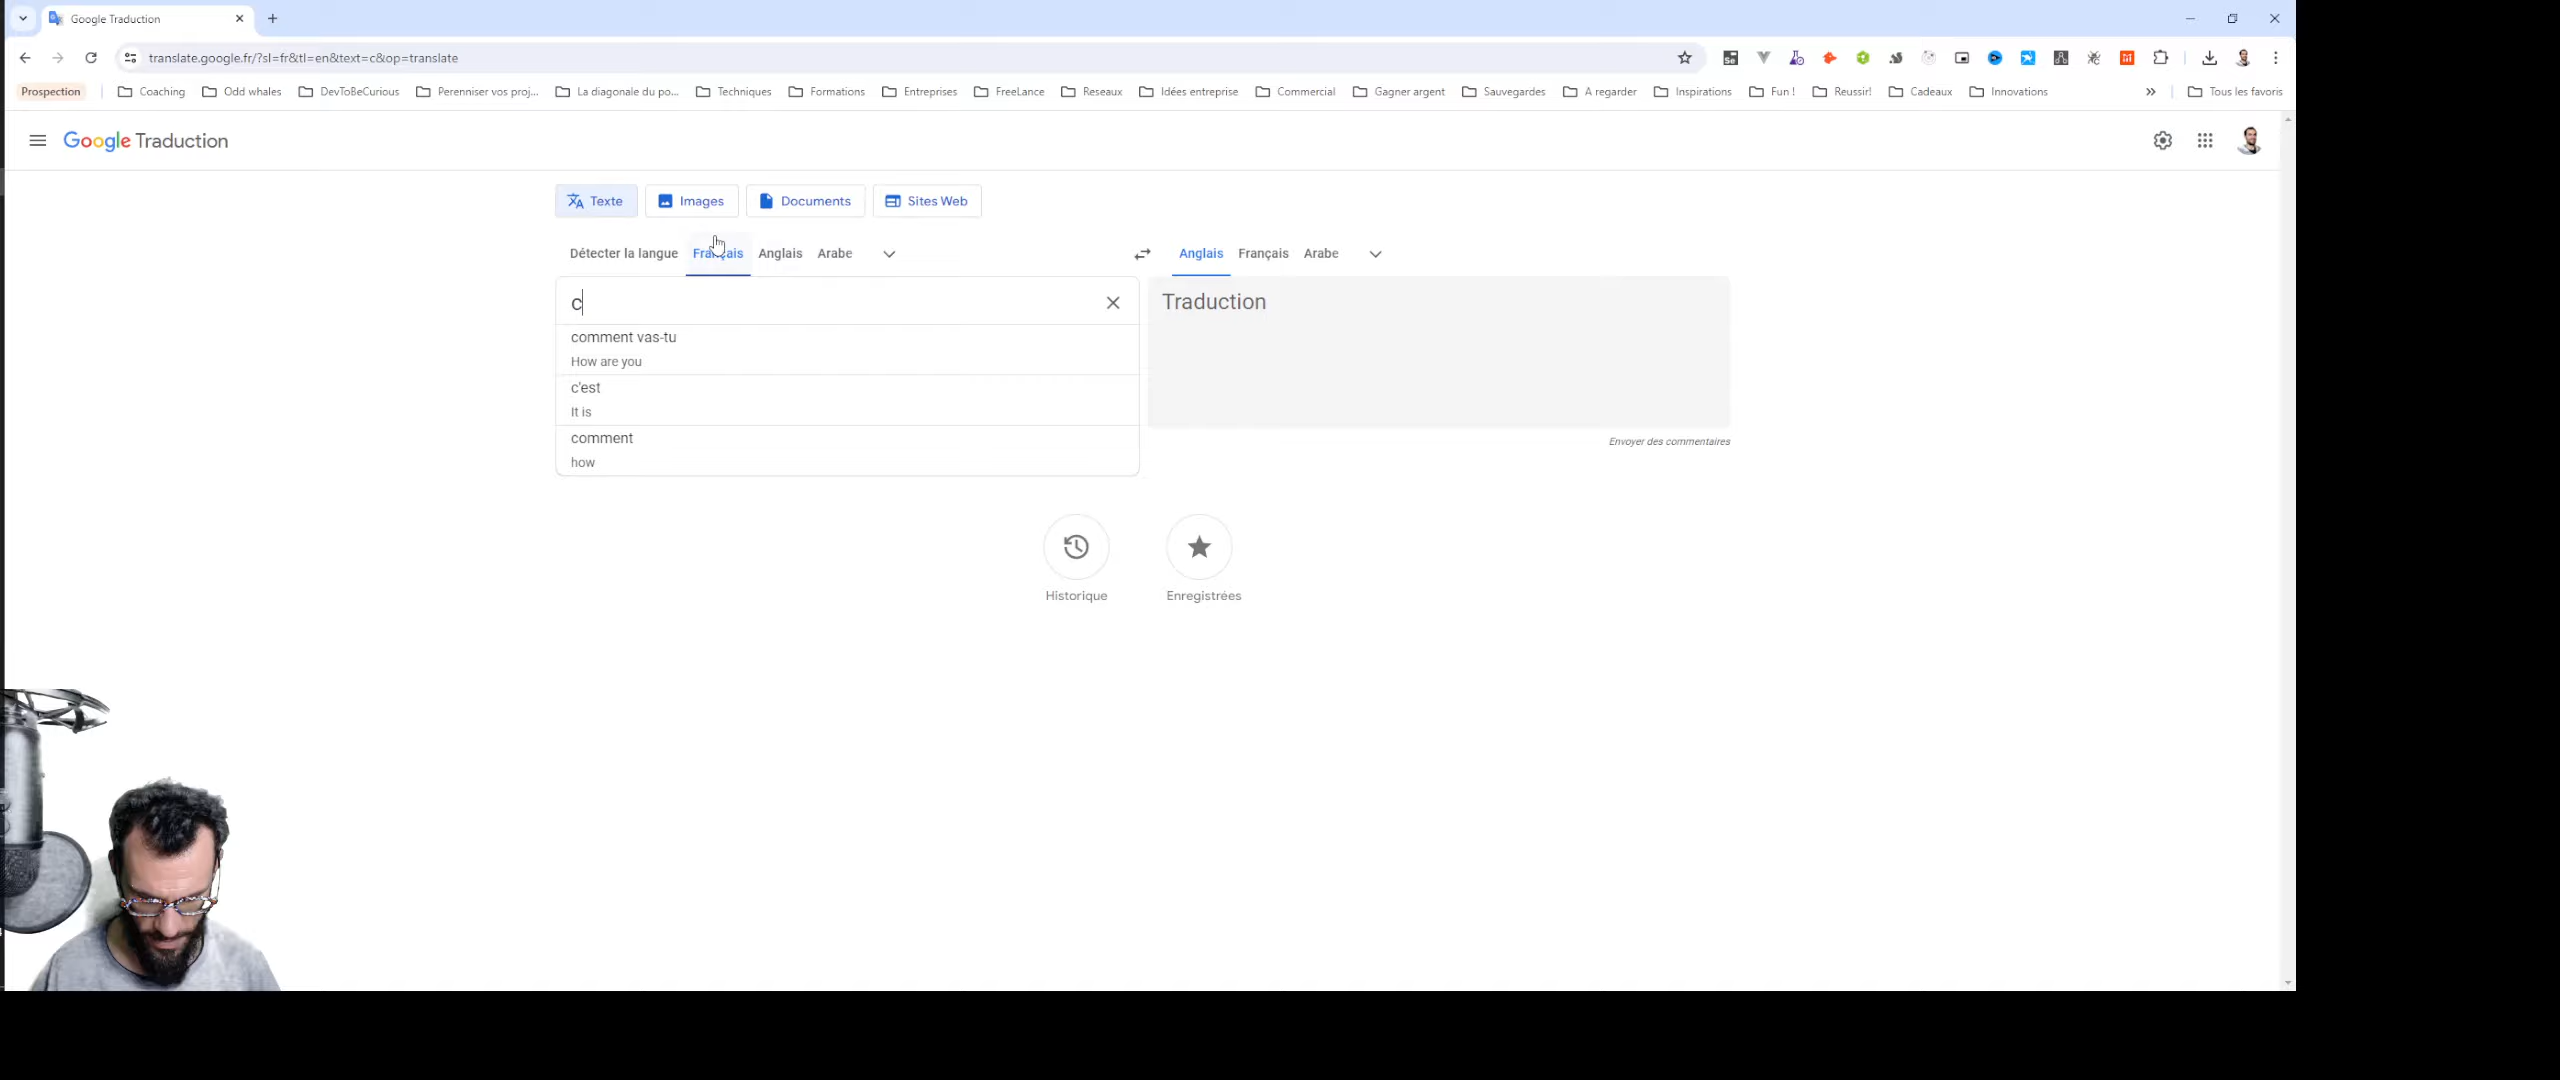 Google Traduction
translate.google.fr/?sl=fr&tl=en&text=c&op=translate
Prospection Coaching Odd whales DevToBeCurious Perenniser vos proj... La diagonale du po... Techniques Formations Entreprises FreeLance Reseaux Idées entreprise Commercial Gagner argent Sauvegardes A regarder Inspirations Fun ! Reussir! Cadeaux Innovations » Tous les favoris
Google Traduction
Texte Images Documents Sites Web
Détecter la langue Français Anglais Arabe Anglais Français Arabe
c
Traduction
comment vas-tu
How are you
c'est
It is
comment
how
Envoyer des commentaires
Historique Enregistrées